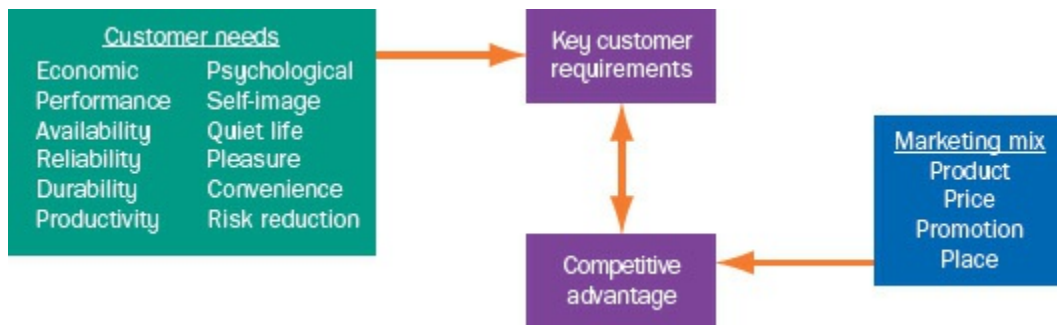 Customer needs
Economic Psychological
Performance Self-image
Availability Quiet life
Reliability Pleasure
Durability Convenience
Productivity Risk reduction
Key customer
requirements
Competitive
advantage
Marketing mix
Product
Price
Promotion
Place